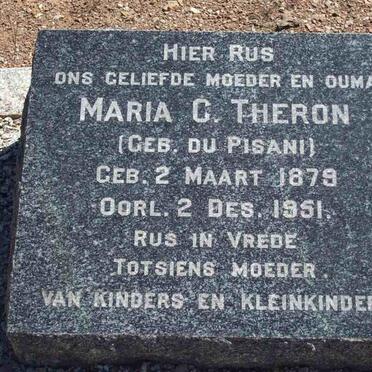 HIER RUS
ONS GELIEFDE MOEDER EN OUMA
MARIA C. THERON
(GEB. DU PISANI)
GEB. 2 MAART 1879
OORL. 2 DES. 1951.
RUS IN VREDE
TOTSIENS MOEDER.
VAN KINDERS EN KLEINKINDER